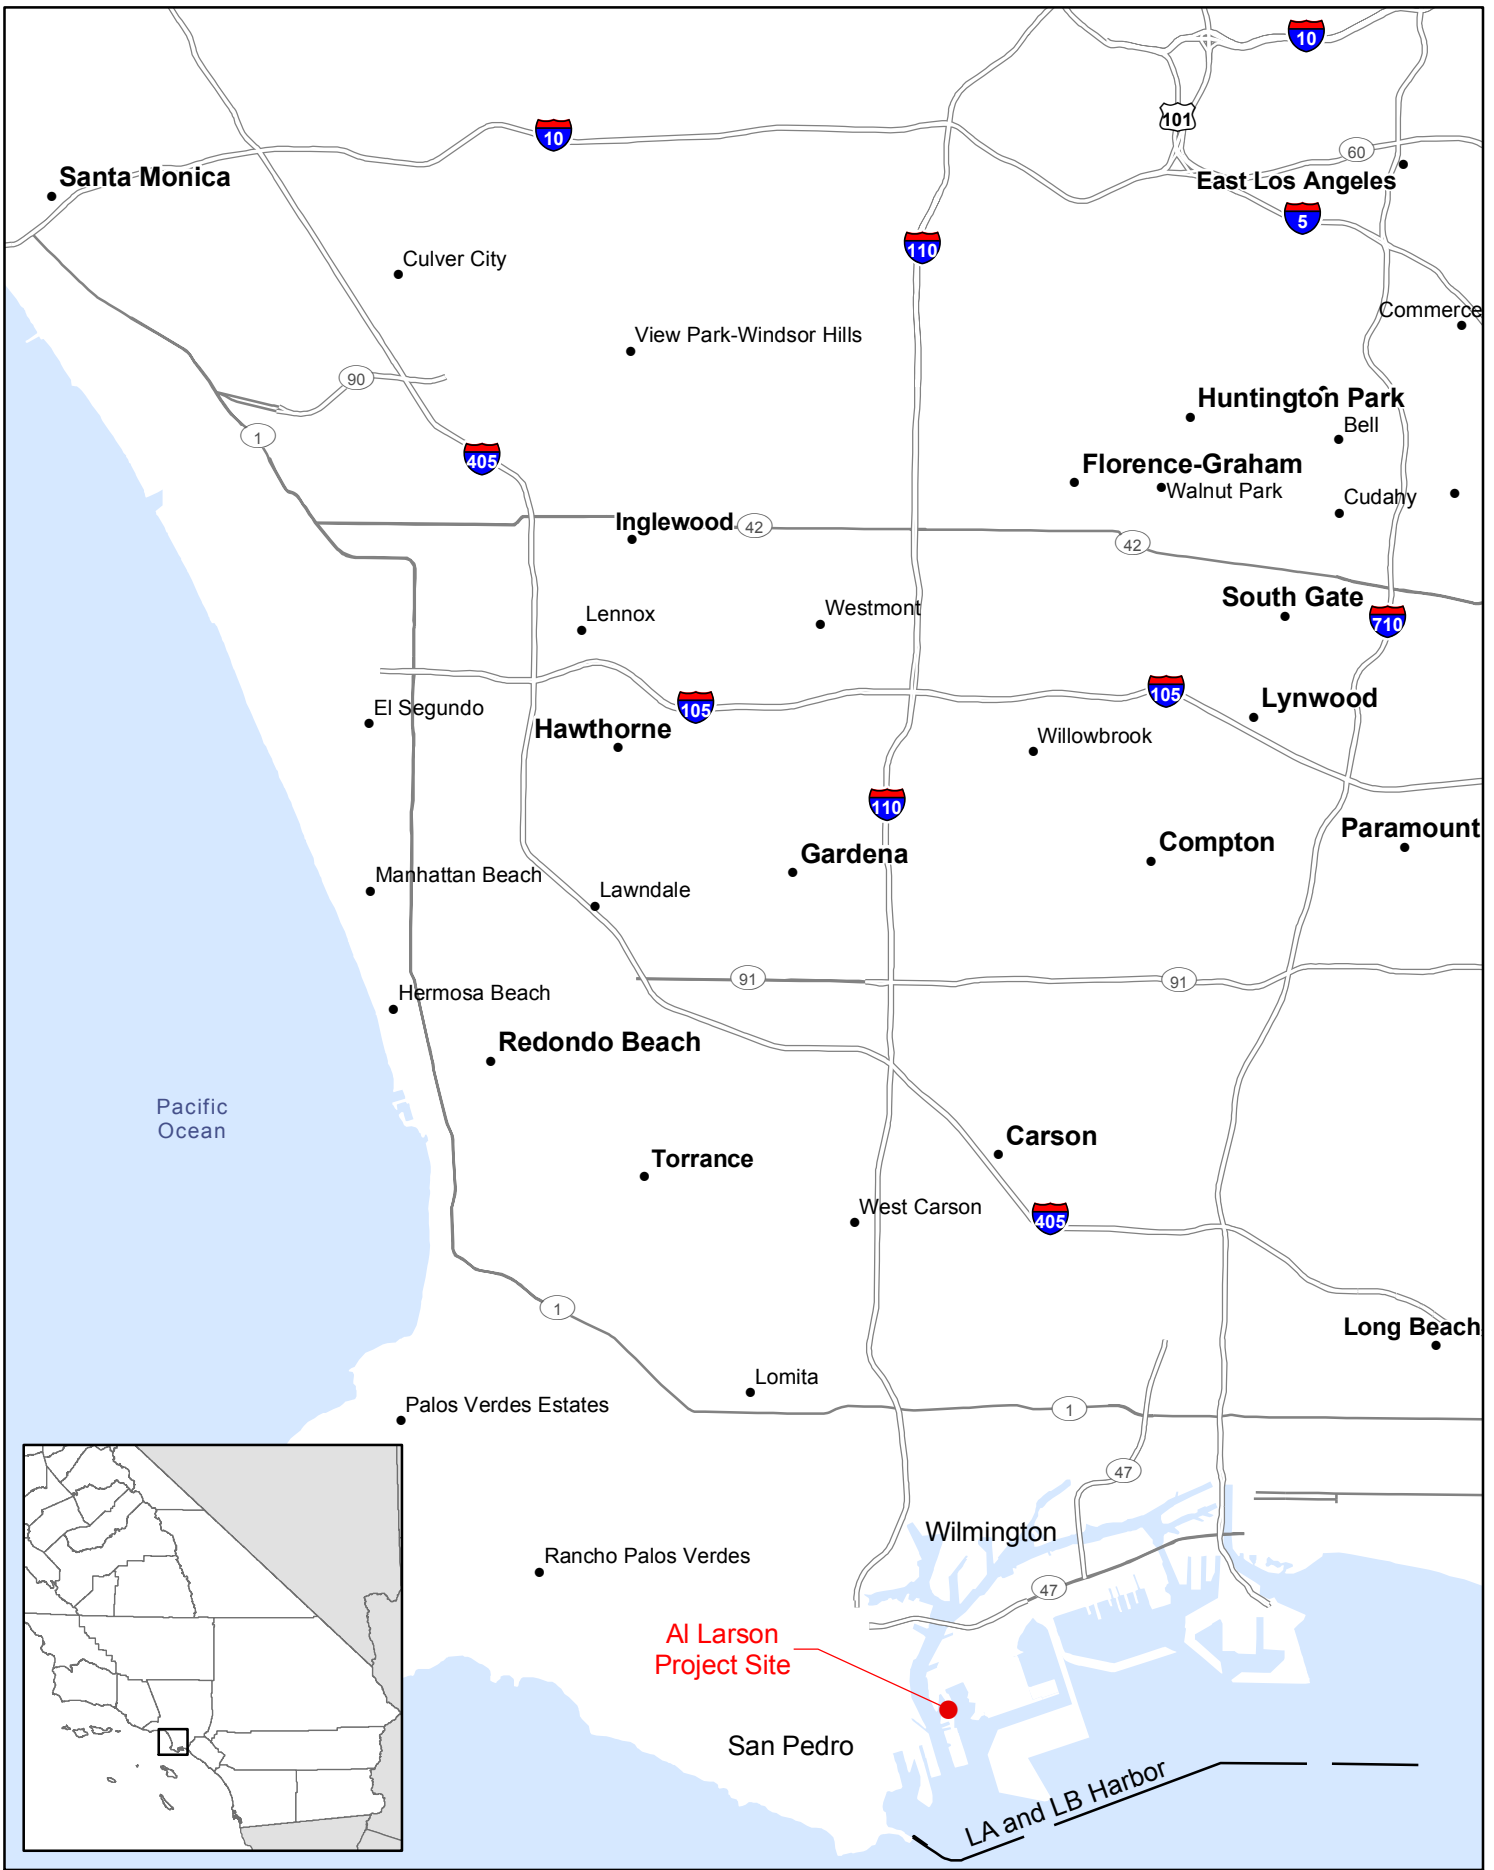 10
101
10
60
Santa Monica
East Los Angeles
5
110
Culver City
Commerce
View Park-Windsor Hills
90
Huntington Park
Bell
1
405
Florence-Graham
Walnut Park
Cudahy
Inglewood
42
42
South Gate
Lennox
Westmont
710
105
Lynwood
El Segundo
105
Hawthorne
Willowbrook
110
Paramount
Compton
Gardena
Manhattan Beach
Lawndale
91
91
Hermosa Beach
Redondo Beach
Pacific
Ocean
Carson
Torrance
West Carson
405
1
Long Beach
Lomita
Palos Verdes Estates
1
47
Wilmington
Rancho Palos Verdes
47
Al Larson
Project Site
San Pedro
LA and LB Harbor